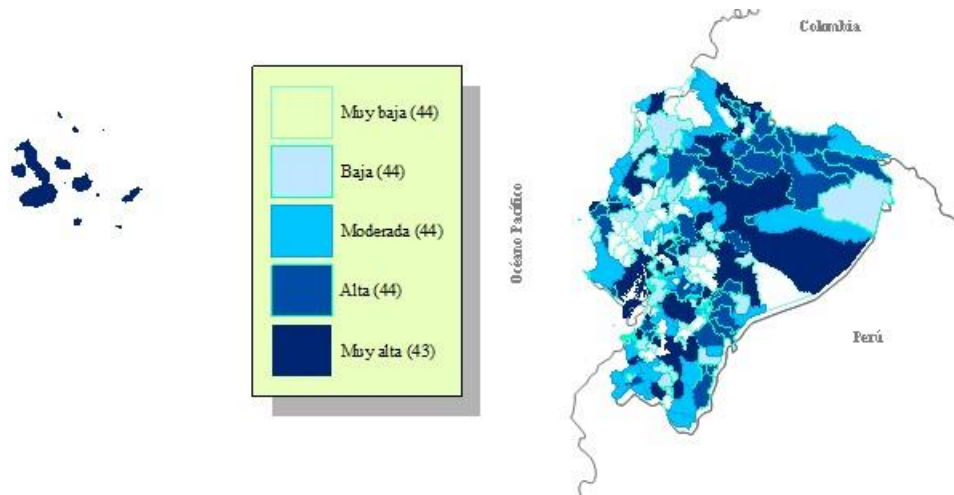 Colombia
Muy baja (44)
Baja (44)
Moderada (44)
Alta (44)
Muy alta (43)
Océano Pacífico
Perú